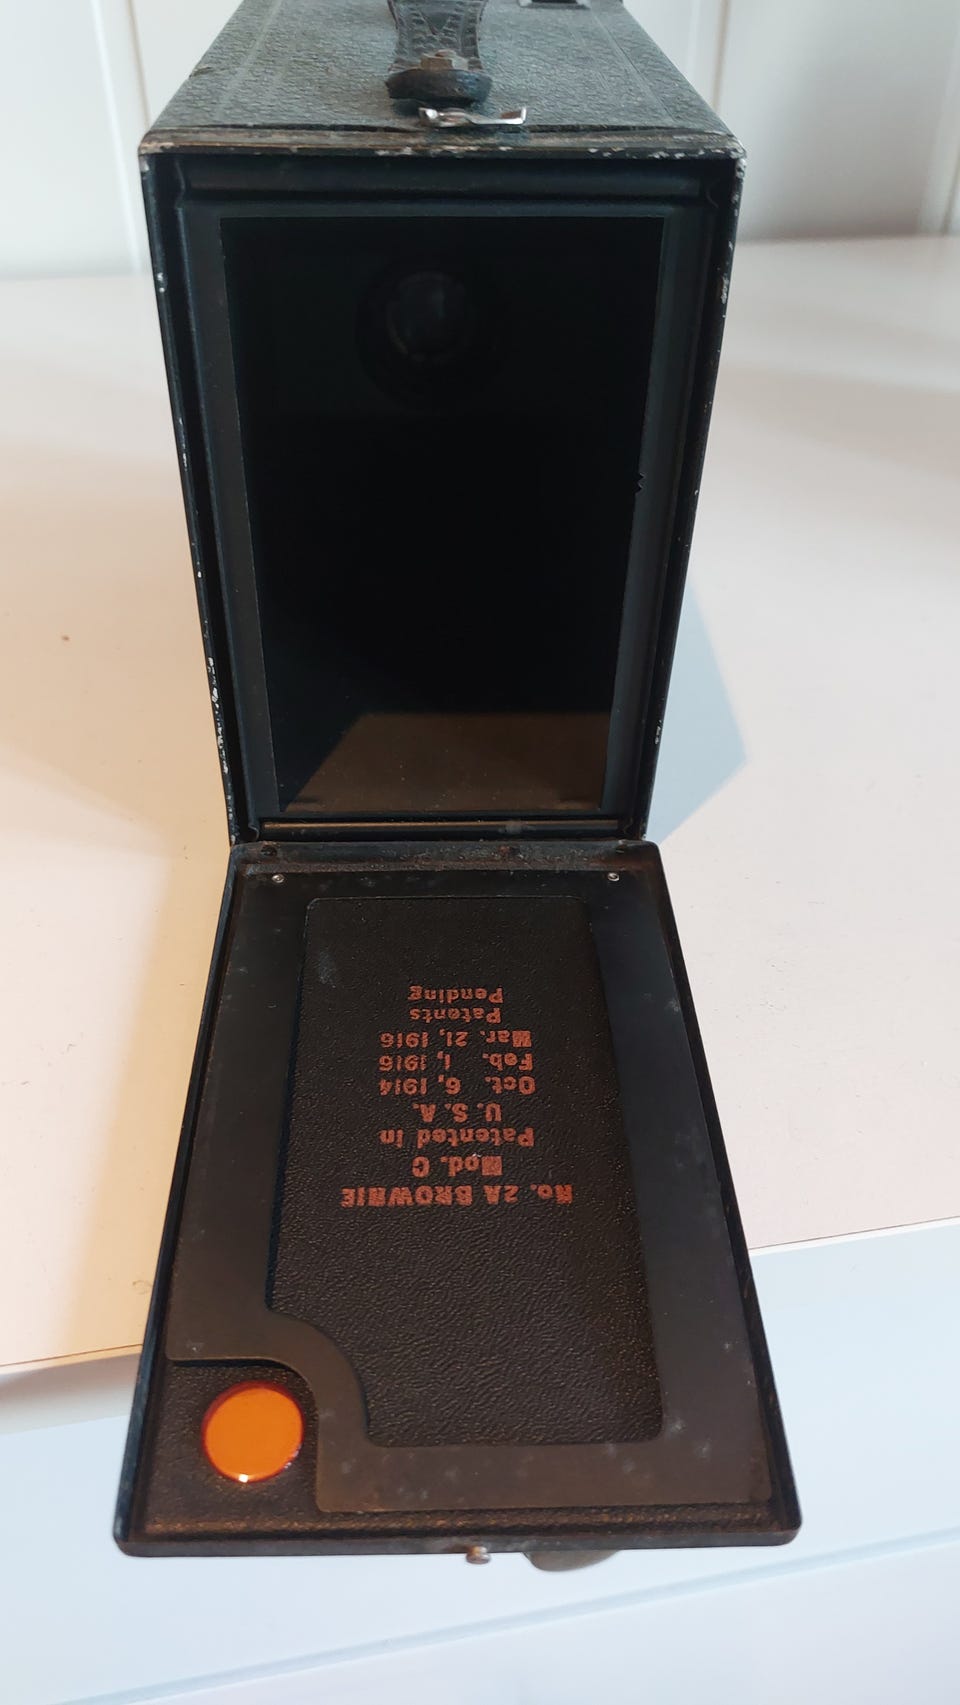 No. 2A BROWNIE
Mod. C
Patented in
U. S. A.
Oct. 6, 1914
Feb. 1, 1916
Mar. 21, 1916
Patents
Pending